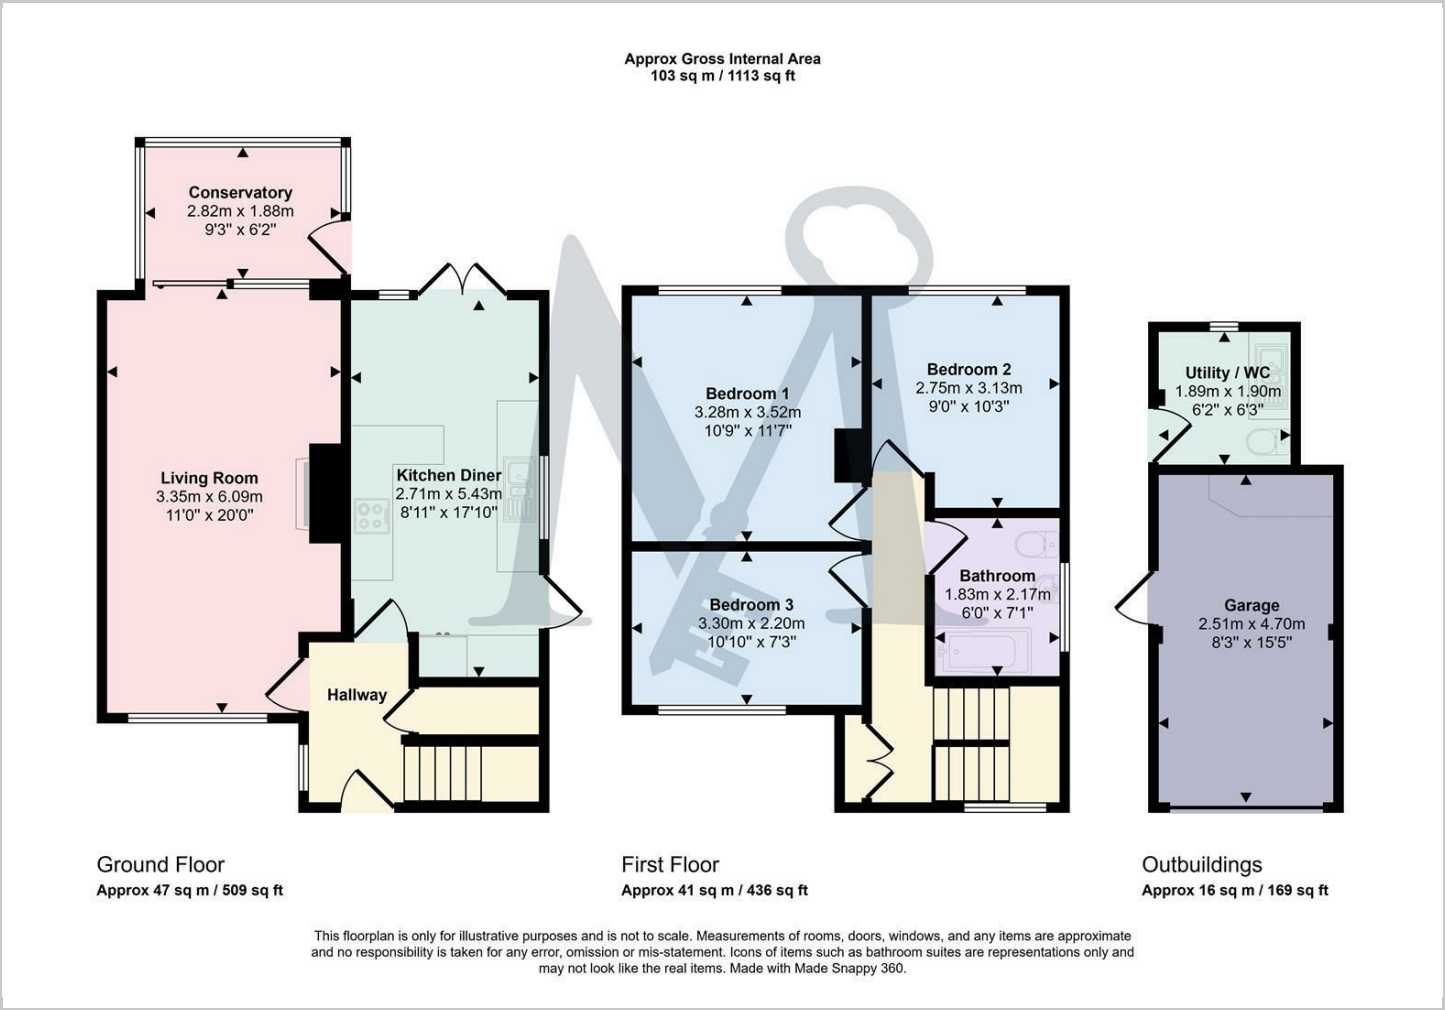 Approx Gross Internal Area
103 sq m / 1113 sq ft
Conservatory
2.82m x 1.88m
9'3" x 6'2"
Living Room
3.35m x 6.09m
11'0" x 20'0"
Kitchen Diner
2.71m x 5.43m
8'11" x 17'10"
Hallway
Bedroom 1
3.28m x 3.52m
10'9" x 11'7"
Bedroom 2
2.75m x 3.13m
9'0" x 10'3"
Bedroom 3
3.30m x 2.20m
10'10" x 7'3"
Bathroom
1.83m x 2.17m
6'0" x 7'1"
Utility / WC
1.89m x 1.90m
6'2" x 6'3"
Garage
2.51m x 4.70m
8'3" x 15'5"
Ground Floor
Approx 47 sq m / 509 sq ft
First Floor
Approx 41 sq m / 436 sq ft
Outbuildings
Approx 16 sq m / 169 sq ft
This floorplan is only for illustrative purposes and is not to scale. Measurements of rooms, doors, windows, and any items are approximate
and no responsibility is taken for any error, omission or mis-statement. Icons of items such as bathroom suites are representations only and
may not look like the real items. Made with Made Snappy 360.